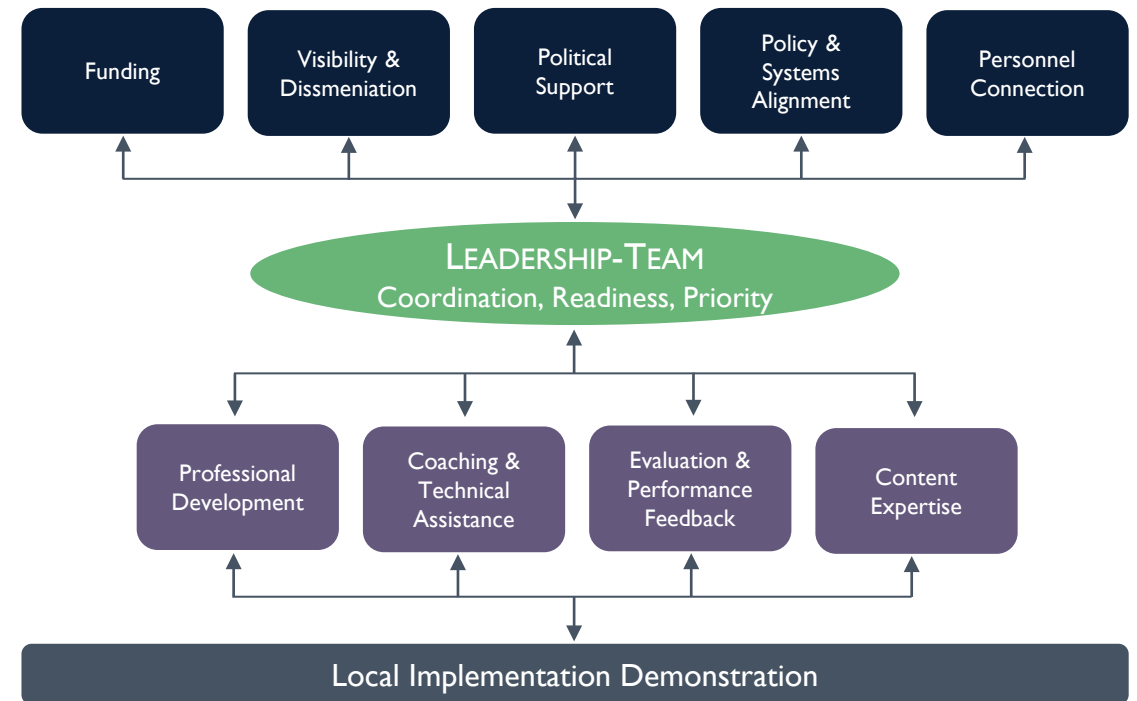 Funding
Visibility &
Dissmeniation
Political
Support
Policy &
Systems
Alignment
Personnel
Connection
LEADERSHIP-TEAM
Coordination, Readiness, Priority
Professional
Development
Coaching &
Technical
Assistance
Evaluation &
Performance
Feedback
Content
Expertise
Local Implementation Demonstration